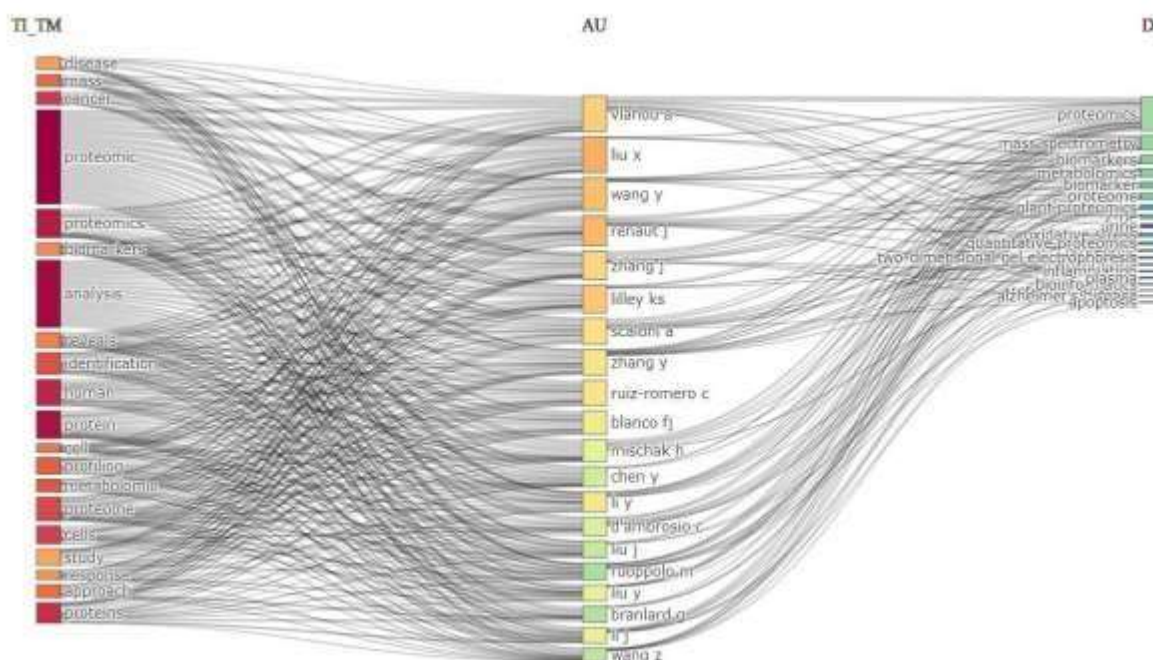 TI_TM
disease
mass
cancer
proteomic
proteomics
biomarkers
analysis
reveals
identification
human
protein
cell
profiling
metabolomic
proteome
cells
study
response
approach
proteins
AU
vlahou a
liu x
wang y
renaut j
zhang j
lilley ks
scaloni a
zhang y
ruiz-romero c
blanco fj
mischak h
chen y
li y
d'ambrosio c
liu j
ruoppolo m
liu y
branlard g
li j
wang z
D
proteomics
mass spectrometry
biomarkers
metabolomics
biomarker
proteome
plant proteomics
urine
quantitative proteomics
two-dimensional gel electrophoresis
inflammation
plasma
apoptosis